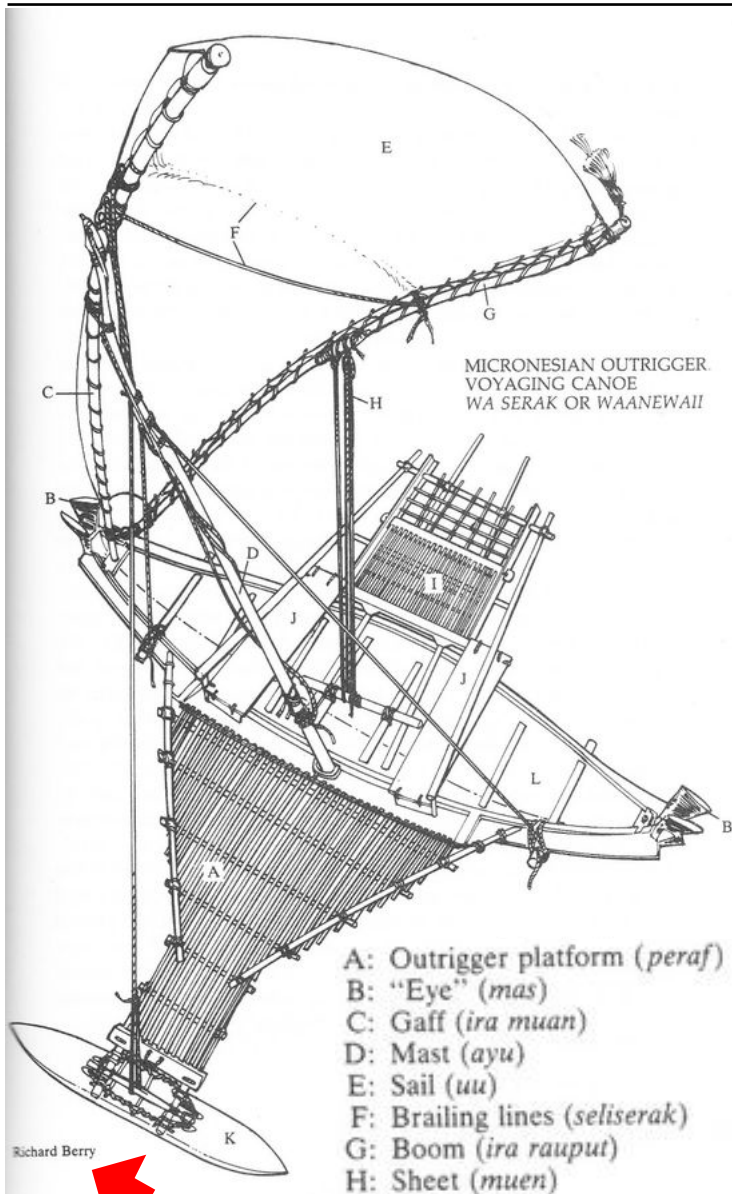 E
F
G
MICRONESIAN OUTRIGGER
VOYAGING CANOE
WA SERAK OR WAANEWAII
C
H
B
D
I
J
J
L
B
A
A: Outrigger platform (peraf)
B: "Eye" (mas)
C: Gaff (ira muan)
D: Mast (ayu)
E: Sail (uu)
F: Brailing lines (seliserak)
G: Boom (ira rauput)
H: Sheet (muen)
K
Richard Berry